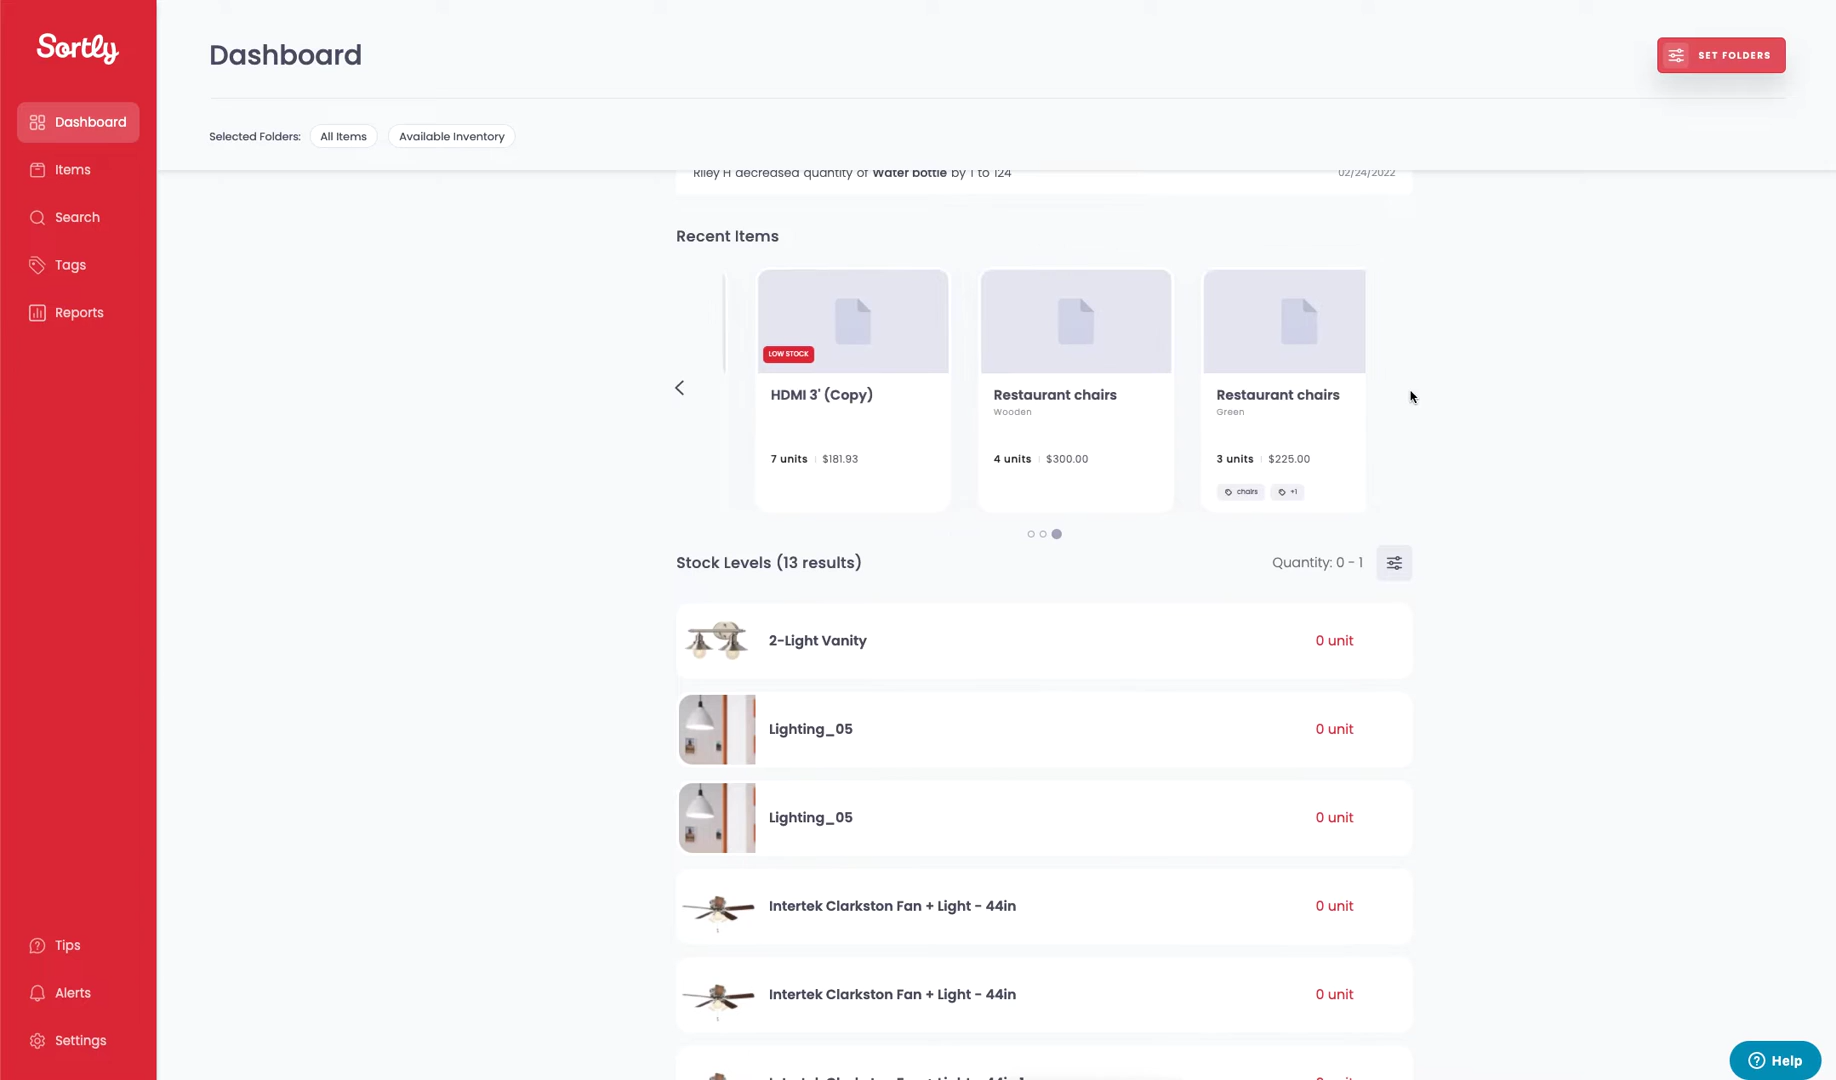 Sortly
Dashboard
SET FOLDERS
Dashboard
Items
Search
Tags
Reports
Tips
Alerts
Settings
Selected Folders: All Items Available Inventory
Riley H decreased quantity of Water bottle by 1 to 124 02/24/2022
Recent Items
LOW STOCK
HDMI 3' (Copy)
7 units $181.93
Restaurant chairs
Wooden
4 units $300.00
Restaurant chairs
Green
3 units $225.00
chairs +1
Stock Levels (13 results) Quantity: 0 - 1
2-Light Vanity 0 unit
Lighting_05 0 unit
Lighting_05 0 unit
Intertek Clarkston Fan + Light - 44in 0 unit
Intertek Clarkston Fan + Light - 44in 0 unit
Help